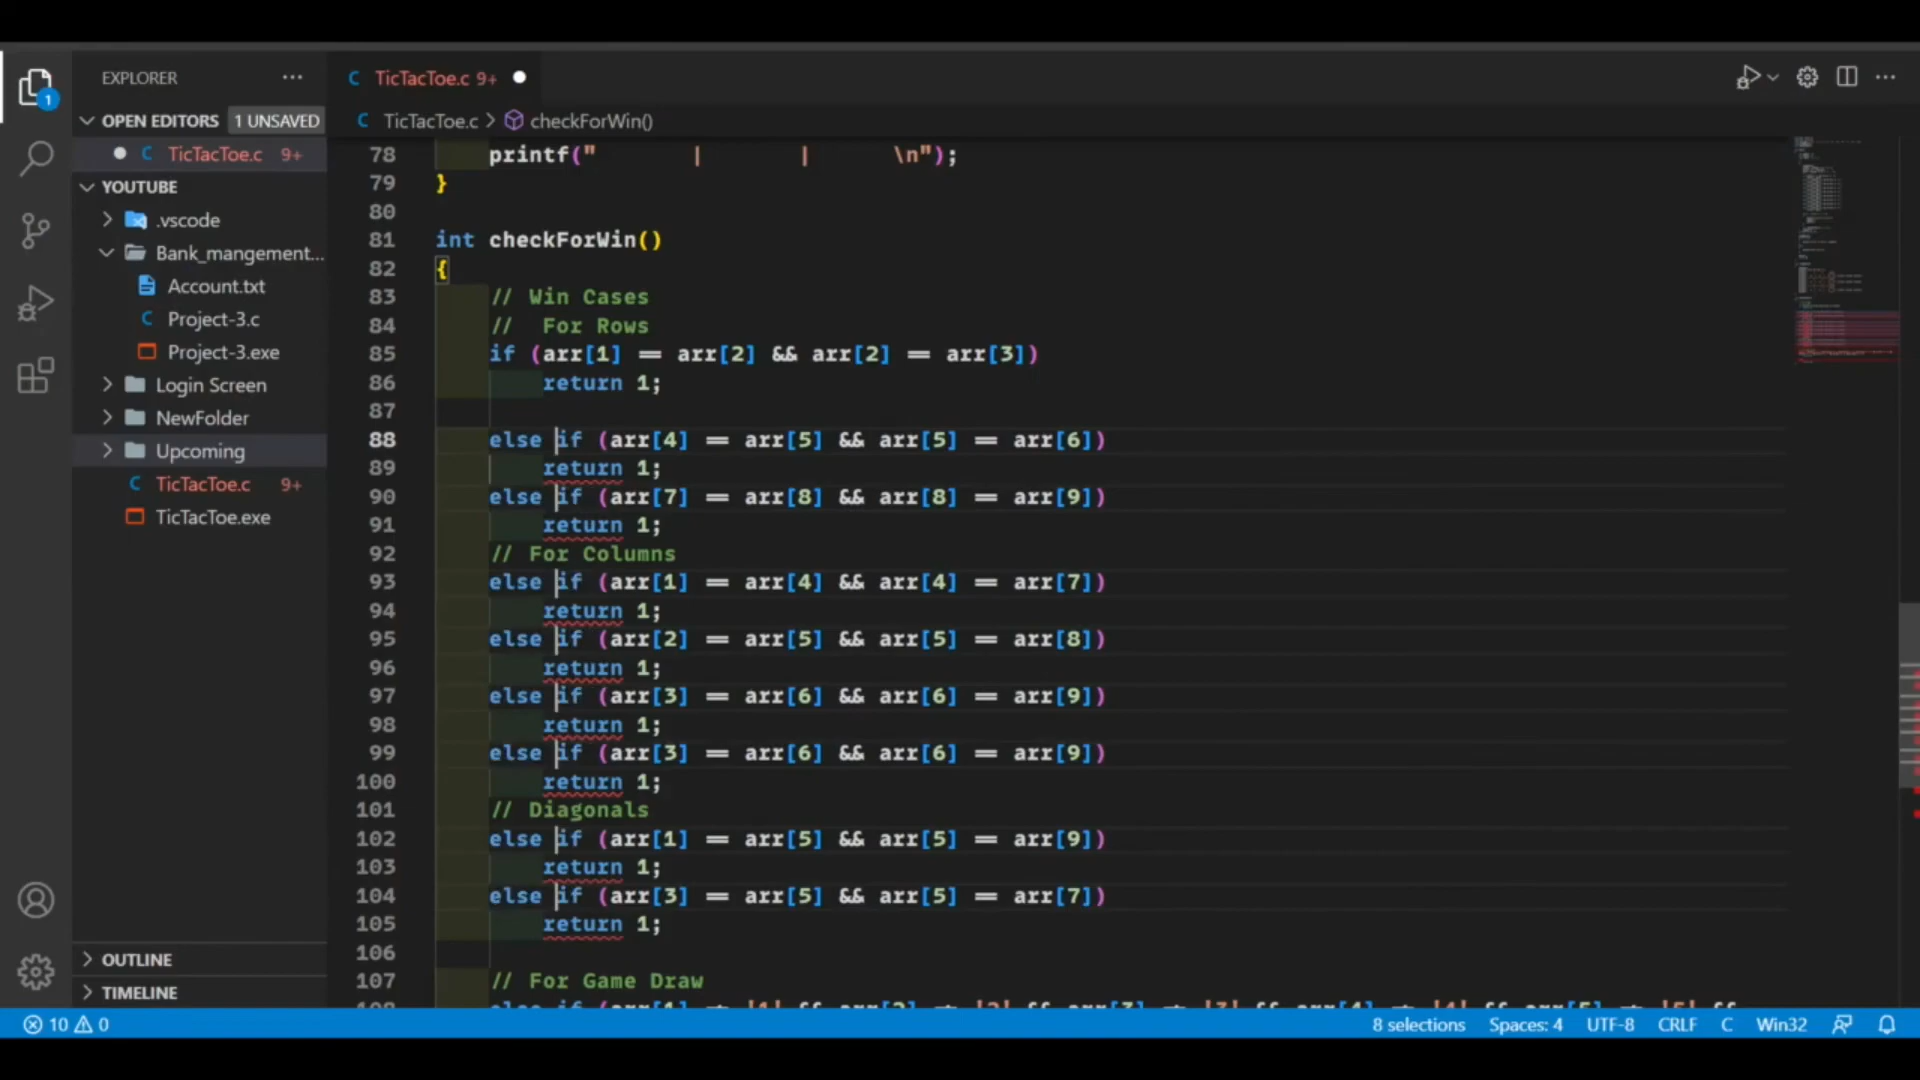 EXPLORER ...
TicTacToe.c 9+
OPEN EDITORS 1 UNSAVED
TicTacToe.c > checkForWin()
TicTacToe.c 9+
YOUTUBE
.vscode
Bank_mangement...
Account.txt
Project-3.c
Project-3.exe
Login Screen
NewFolder
Upcoming
TicTacToe.c 9+
TicTacToe.exe
OUTLINE
TIMELINE
1
78 printf("        |        |       \n");
79 }
80
81 int checkForWin()
82 {
83 // Win Cases
84 //  For Rows
85 if (arr[1] == arr[2] && arr[2] == arr[3])
86 return 1;
87
88 else if (arr[4] == arr[5] && arr[5] == arr[6])
89 return 1;
90 else if (arr[7] == arr[8] && arr[8] == arr[9])
91 return 1;
92 // For Columns
93 else if (arr[1] == arr[4] && arr[4] == arr[7])
94 return 1;
95 else if (arr[2] == arr[5] && arr[5] == arr[8])
96 return 1;
97 else if (arr[3] == arr[6] && arr[6] == arr[9])
98 return 1;
99 else if (arr[3] == arr[6] && arr[6] == arr[9])
100 return 1;
101 // Diagonals
102 else if (arr[1] == arr[5] && arr[5] == arr[9])
103 return 1;
104 else if (arr[3] == arr[5] && arr[5] == arr[7])
105 return 1;
106
107 // For Game Draw
10 0 8 selections Spaces: 4 UTF-8 CRLF C Win32